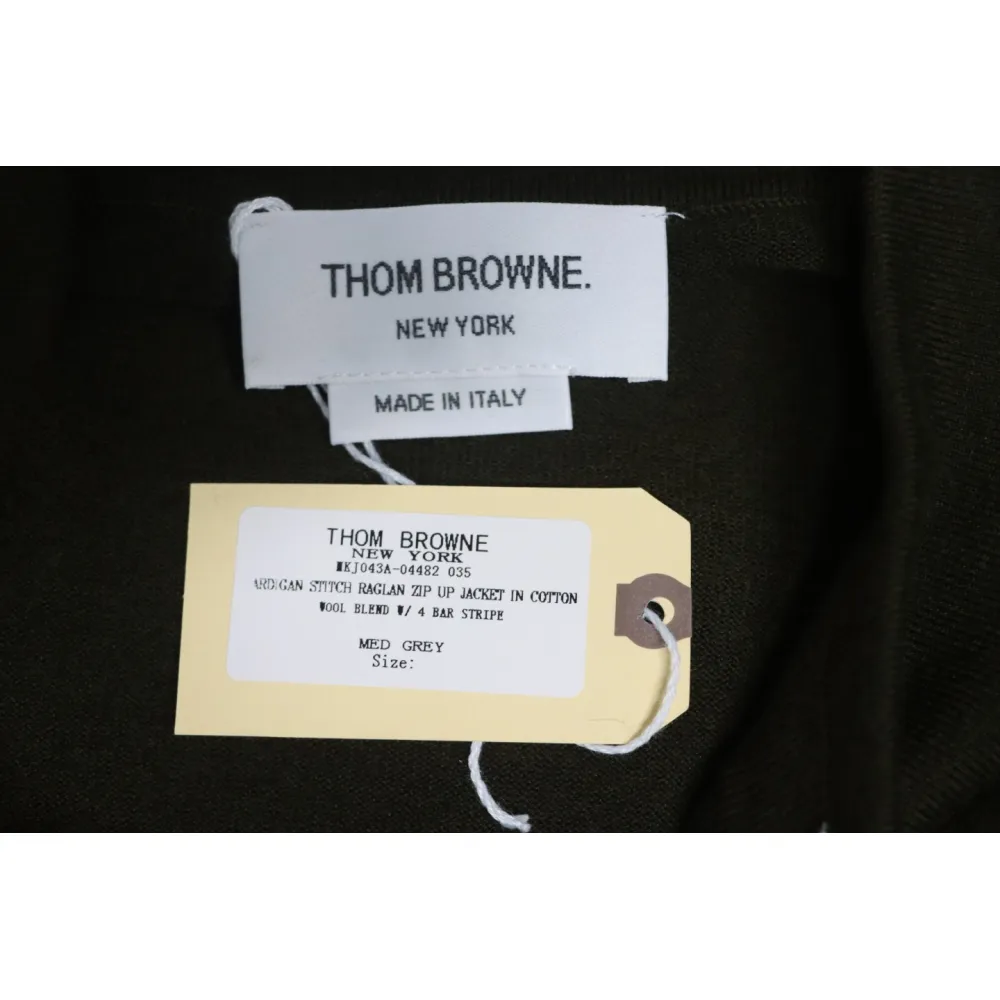 THOM BROWNE.
NEW YORK
MADE IN ITALY
THOM BROWNE
NEW YORK
MKJ043A-04482 035
ARDIGAN STITCH RAGLAN ZIP UP JACKET IN COTTON
WOOL BLEND W/ 4 BAR STRIPE
MED GREY
Size: